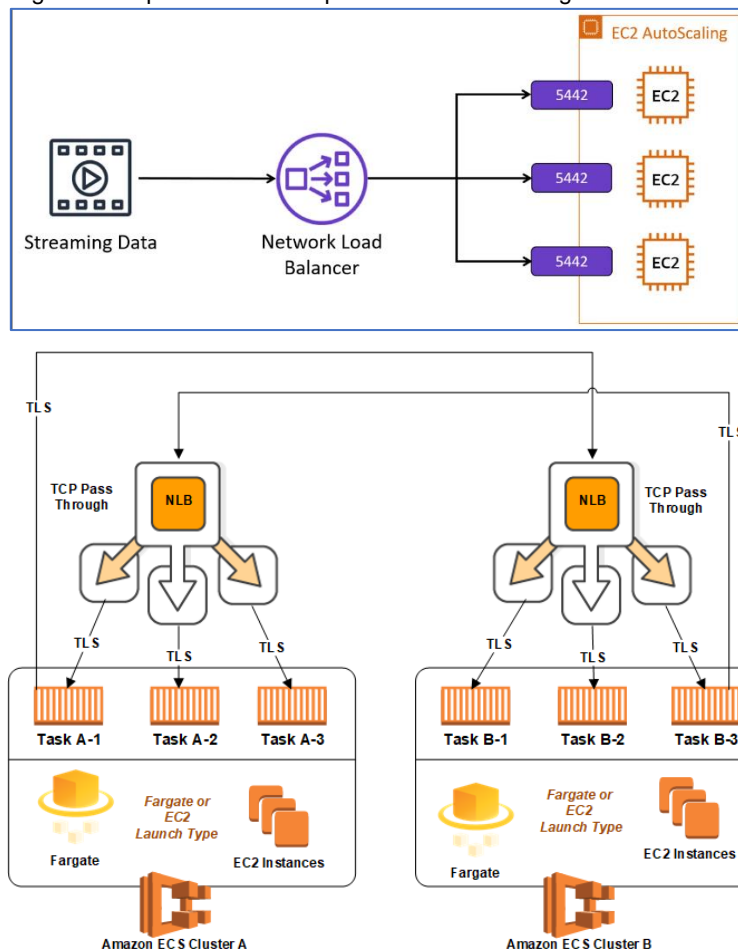 EC2 AutoScaling
5442
EC2
5442
EC2
5442
EC2
Streaming Data
Network Load
Balancer
TLS
TLS
TCP Pass
Through
NLB
NLB
TCP Pass
Through
TLS
TLS
TLS
TLS
TLS
TLS
Task A-1
Task A-2
Task A-3
Task B-1
Task B-2
Task B-3
Fargate or
EC2
Launch Type
Fargate
EC2 Instances
Fargate or
EC2
Launch Type
Fargate
EC2 Instances
Amazon ECS Cluster A
Amazon ECS Cluster B